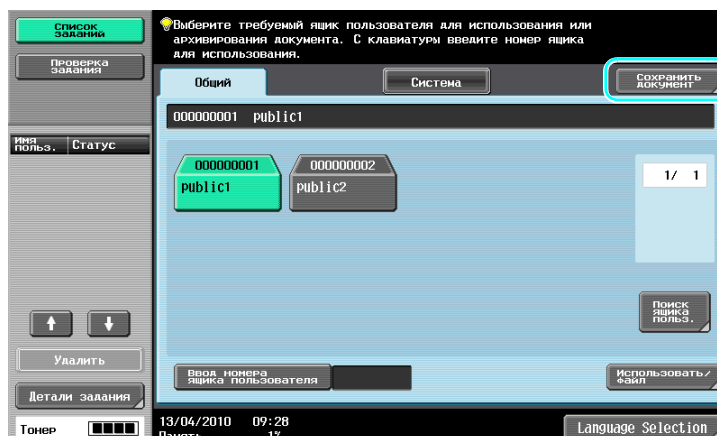 Список
заданий
Проверка
задания
Имя
польз.
Статус
Удалить
Детали задания
Тонер
Выберите требуемый ящик пользователя для использования или
архивирования документа. С клавиатуры введите номер ящика
для использования.
Общий
Система
Сохранить
документ
000000001 public1
000000001
public1
000000002
public2
1/ 1
Поиск
ящика
польз.
Ввод номера
ящика пользователя
Использовать/
файл
13/04/2010 09:28
Память 1%
Language Selection